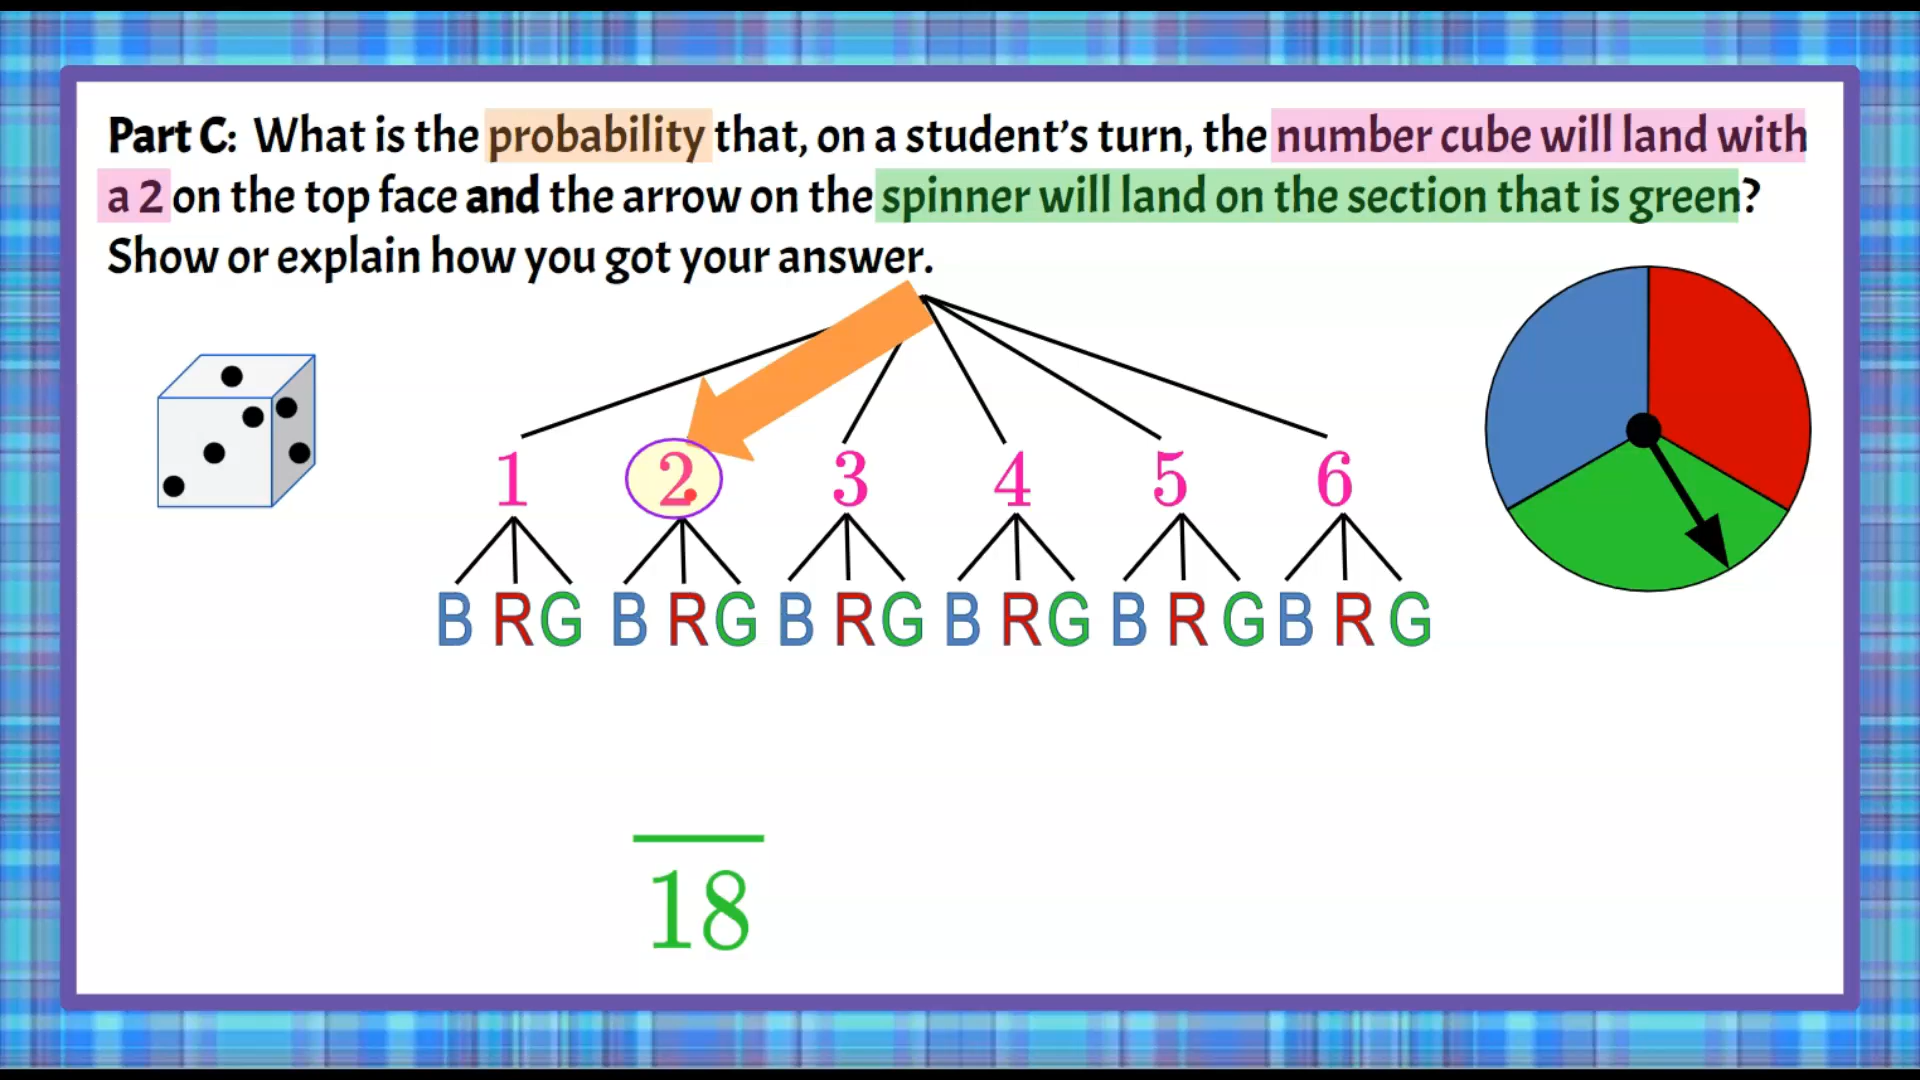 Part C: What is the probability that, on a student's turn, the number cube will land with
a 2 on the top face and the arrow on the spinner will land on the section that is green?
Show or explain how you got your answer.
1 2 3 4 5 6
B R G B R G B R G B R G B R G B R G
18